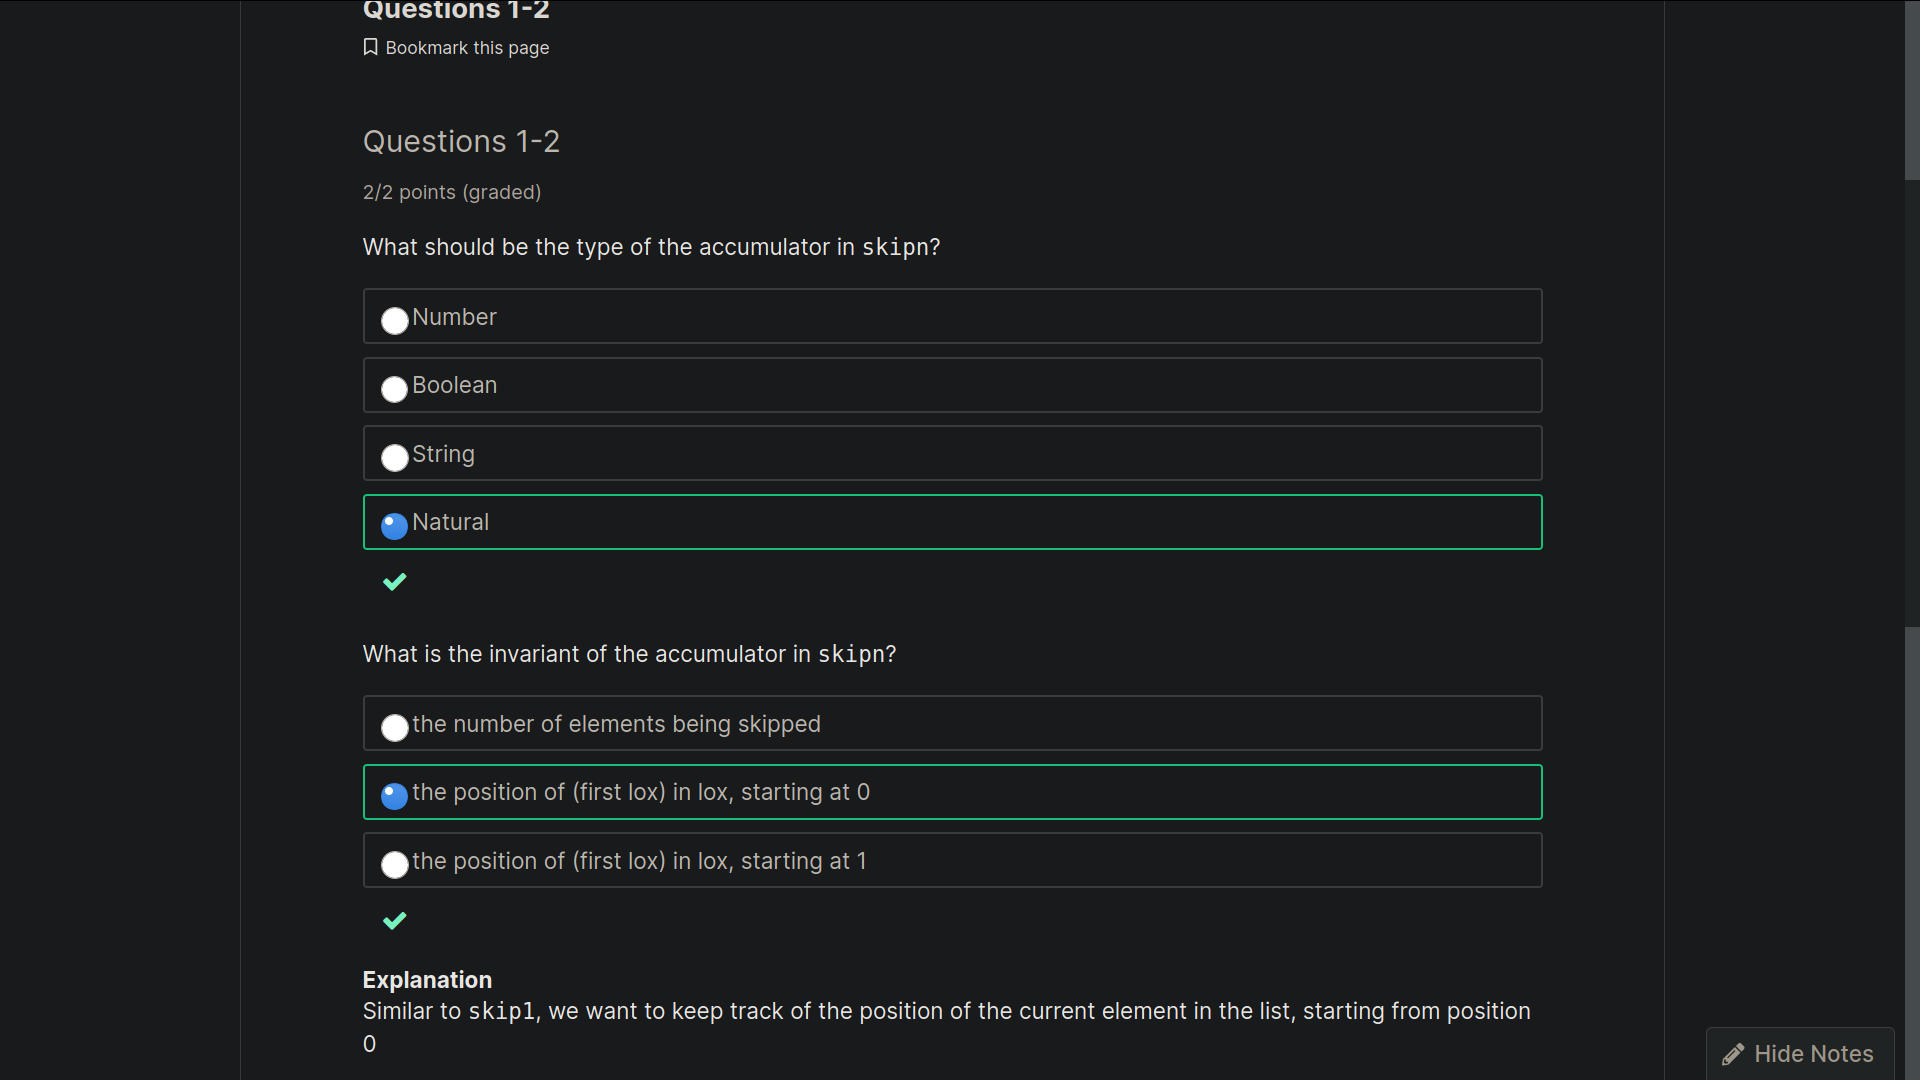 Questions 1-2
Bookmark this page
Questions 1-2
2/2 points (graded)
What should be the type of the accumulator in skipn?
Number
Boolean
String
Natural
What is the invariant of the accumulator in skipn?
the number of elements being skipped
the position of (first lox) in lox, starting at 0
the position of (first lox) in lox, starting at 1
Explanation
Similar to skip1, we want to keep track of the position of the current element in the list, starting from position
0
Hide Notes